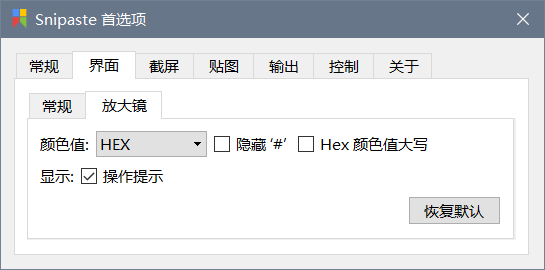 Snipaste 首选项
常规 界面 截屏 贴图 输出 控制 关于
常规 放大镜
颜色值: HEX 隐藏 '#' Hex 颜色值大写
显示: 操作提示
恢复默认